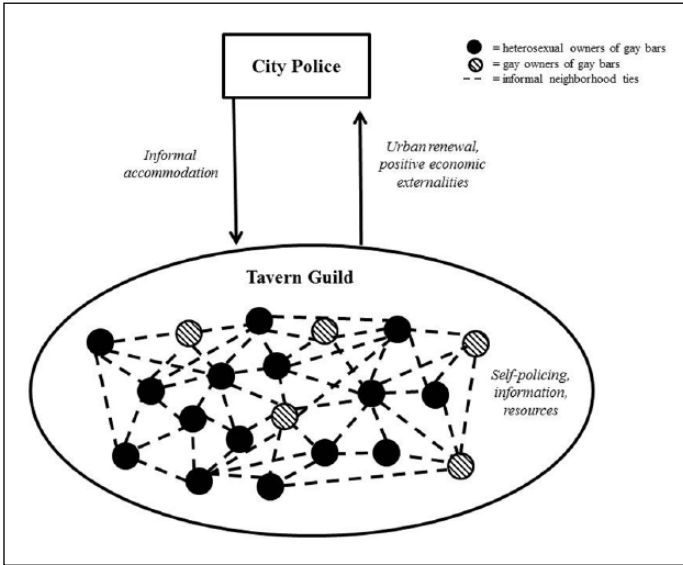 City Police
= heterosexual owners of gay bars
= gay owners of gay bars
= informal neighborhood ties
Informal
accommodation
Urban renewal,
positive economic
externalities
Tavern Guild
Self-policing,
information,
resources